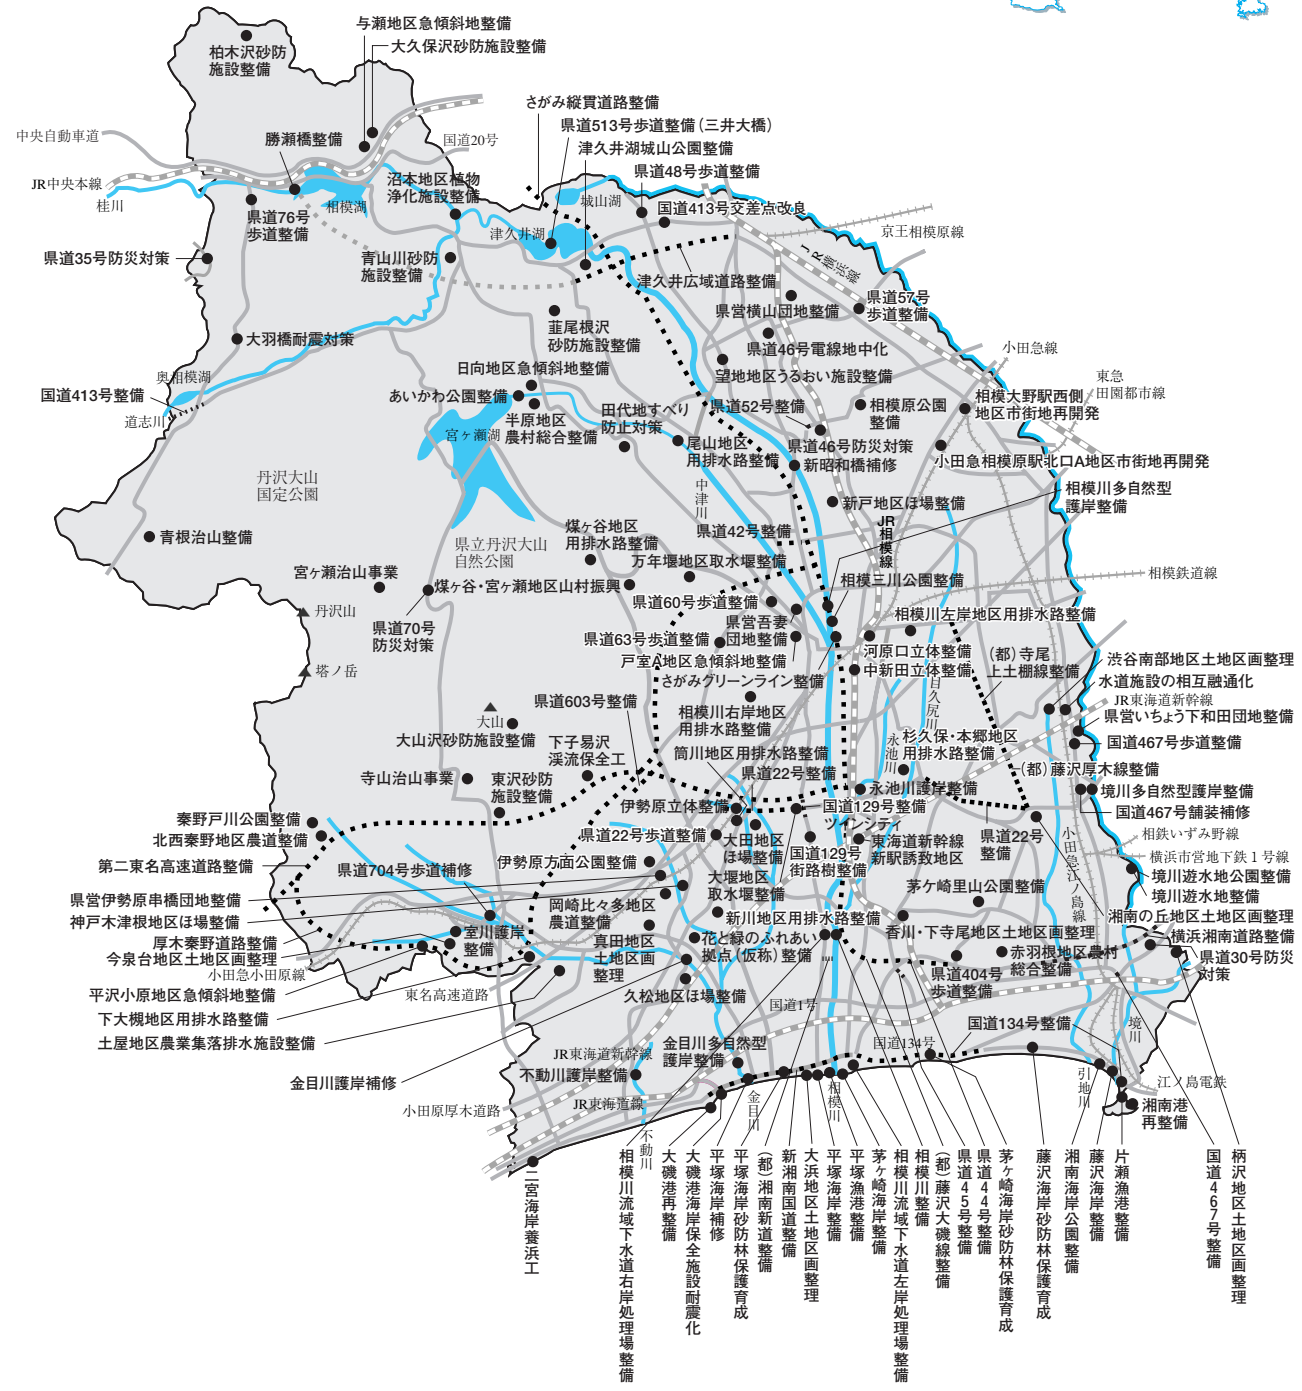 与瀬地区急傾斜地整備
大久保沢砂防施設整備
柏木沢砂防
施設整備
さがみ縦貫道路整備
県道513号歩道整備(三井大橋)
津久井湖城山公園整備
県道48号歩道整備
国道413号交差点改良
中央自動車道
勝瀬橋整備
国道20号
JR中央本線
桂川
相模湖
沼本地区植物
浄化施設整備
城山湖
津久井湖
県道76号
歩道整備
県道35号防災対策
青山川砂防
施設整備
京王相模原線
JR横浜線
津久井広域道路整備
県営横山団地整備
県道57号
歩道整備
韮尾根沢
砂防施設整備
大羽橋耐震対策
県道46号電線地中化
小田急線
日向地区急傾斜地整備
望地地区うるおい施設整備
東急
田園都市線
奥相模湖
国道413号整備
道志川
あいかわ公園整備
半原地区
農村総合整備
田代地すべり
防止対策
県道52号整備
相模原公園
整備
相模大野駅西側
地区市街地再開発
宮ヶ瀬湖
尾山地区
用排水路整備
県道46号防災対策
新昭和橋補修
小田急相模原駅北口A地区市街地再開発
丹沢大山
国定公園
中津川
新戸地区ほ場整備
相模川多自然型
護岸整備
青根治山整備
県立丹沢大山
自然公園
煤ヶ谷地区
用排水路整備
県道42号整備
JR相模線
万年堰地区取水堰整備
宮ヶ瀬治山事業
煤ヶ谷・宮ヶ瀬地区山村振興
相模三川公園整備
相模鉄道線
県道60号歩道整備
丹沢山
県道70号
防災対策
県営吾妻
団地整備
相模川左岸地区用排水路整備
県道63号歩道整備
戸室A地区急傾斜地整備
河原口立体整備
中新田立体整備
(都)寺尾
上土棚線整備
渋谷南部地区土地区画整理
水道施設の相互融通化
塔ノ岳
さがみグリーンライン整備
目久尻川
JR東海道新幹線
県営いちょう下和田団地整備
県道603号整備
相模川右岸地区
用排水路整備
大山
大山沢砂防施設整備
下子易沢
渓流保全工
筒川地区用排水路整備
永池川
杉久保・本郷地区
用排水路整備
国道467号歩道整備
県道22号整備
(都)藤沢厚木線整備
寺山治山事業
東沢砂防
施設整備
永池川護岸整備
境川多自然型護岸整備
伊勢原立体整備
国道129号整備
国道467号舗装補修
秦野戸川公園整備
ツインシティ
北西秦野地区農道整備
県道22号歩道整備
大田地区
ほ場整備
国道129号
街路樹整備
東海道新幹線
新駅誘致地区
県道22号
整備
小田急江ノ島線
相鉄いずみ野線
第二東名高速道路整備
県道704号歩道補修
伊勢原方面公園整備
横浜市営地下鉄1号線
境川遊水地公園整備
大堰地区
取水堰整備
茅ケ崎里山公園整備
境川遊水地整備
県営伊勢原串橋団地整備
岡崎比々多地区
農道整備
新川地区用排水路整備
湘南の丘地区土地区画整理
神戸木津根地区ほ場整備
室川護岸
整備
香川・下寺尾地区土地区画整理
横浜湘南道路整備
厚木秦野道路整備
真田地区
土地区画
整理
花と緑のふれあい
拠点(仮称)整備
赤羽根地区農村
総合整備
県道30号防災
対策
今泉台地区土地区画整理
小田急小田原線
県道404号
歩道整備
平沢小原地区急傾斜地整備
東名高速道路
久松地区ほ場整備
国道1号
下大槻地区用排水路整備
国道134号整備
境川
土屋地区農業集落排水施設整備
国道134号
金目川多自然型
護岸整備
JR東海道新幹線
不動川護岸整備
引地川
江ノ島電鉄
金目川護岸補修
小田原厚木道路
JR東海道線
金目川
相模川
湘南港
再整備
不動川
二宮海岸養浜工
相模川流域下水道右岸処理場整備
大磯港再整備
大磯港海岸保全施設耐震化
平塚海岸補修
平塚海岸砂防林保護育成
(都)湘南新道整備
新湘南国道整備
大浜地区土地区画整理
平塚海岸整備
平塚漁港整備
茅ヶ崎海岸整備
相模川流域下水道左岸処理場整備
相模川整備
(都)藤沢大磯線整備
県道45号整備
県道44号整備
茅ヶ崎海岸砂防林保護育成
藤沢海岸砂防林保護育成
湘南海岸公園整備
藤沢海岸整備
片瀬漁港整備
国道467号整備
柄沢地区土地区画整理